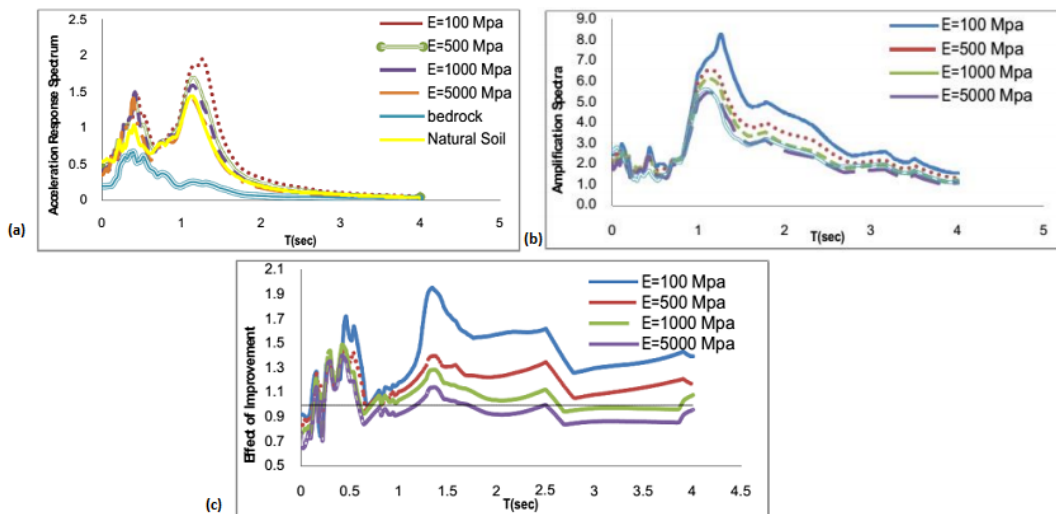 Acceleration Response Spectrum
2.5
2
1.5
1
0.5
0
0 1 2 3 4 5
T(sec)
E=100 Mpa
E=500 Mpa
E=1000 Mpa
E=5000 Mpa
bedrock
Natural Soil
(a)
Amplification Spectra
9.0
8.0
7.0
6.0
5.0
4.0
3.0
2.0
1.0
0.0
0 1 2 3 4 5
T(sec)
E=100 Mpa
E=500 Mpa
E=1000 Mpa
E=5000 Mpa
(b)
Effect of Improvement
2.1
1.9
1.7
1.5
1.3
1.1
0.9
0.7
0.5
0 0.5 1 1.5 2 2.5 3 3.5 4 4.5
T(sec)
E=100 Mpa
E=500 Mpa
E=1000 Mpa
E=5000 Mpa
(c)